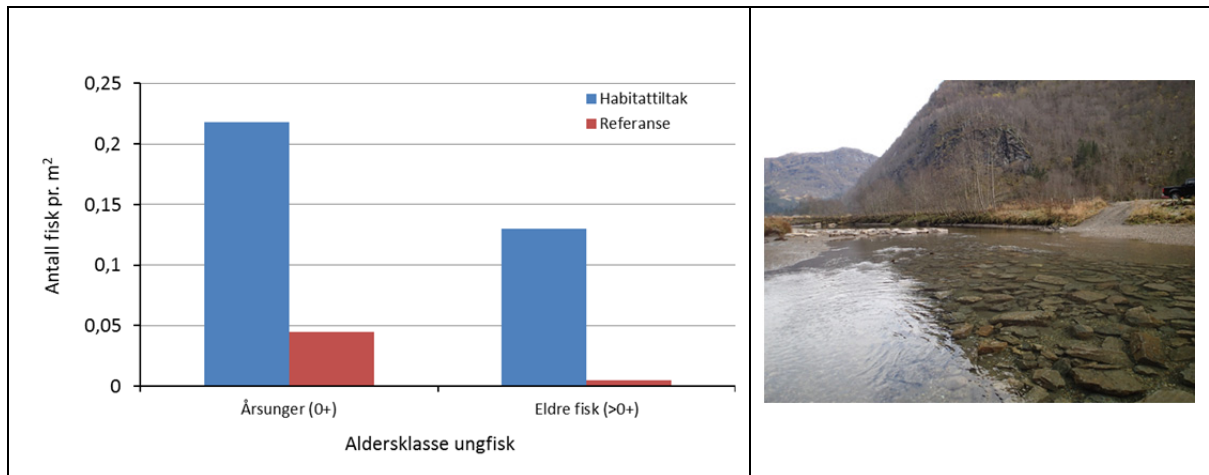 0,25
0,2
0,15
0,1
0,05
0
Antall fisk pr. m²
Habitattiltak
Referanse
Årsunger (0+)
Eldre fisk (>0+)
Aldersklasse ungfisk